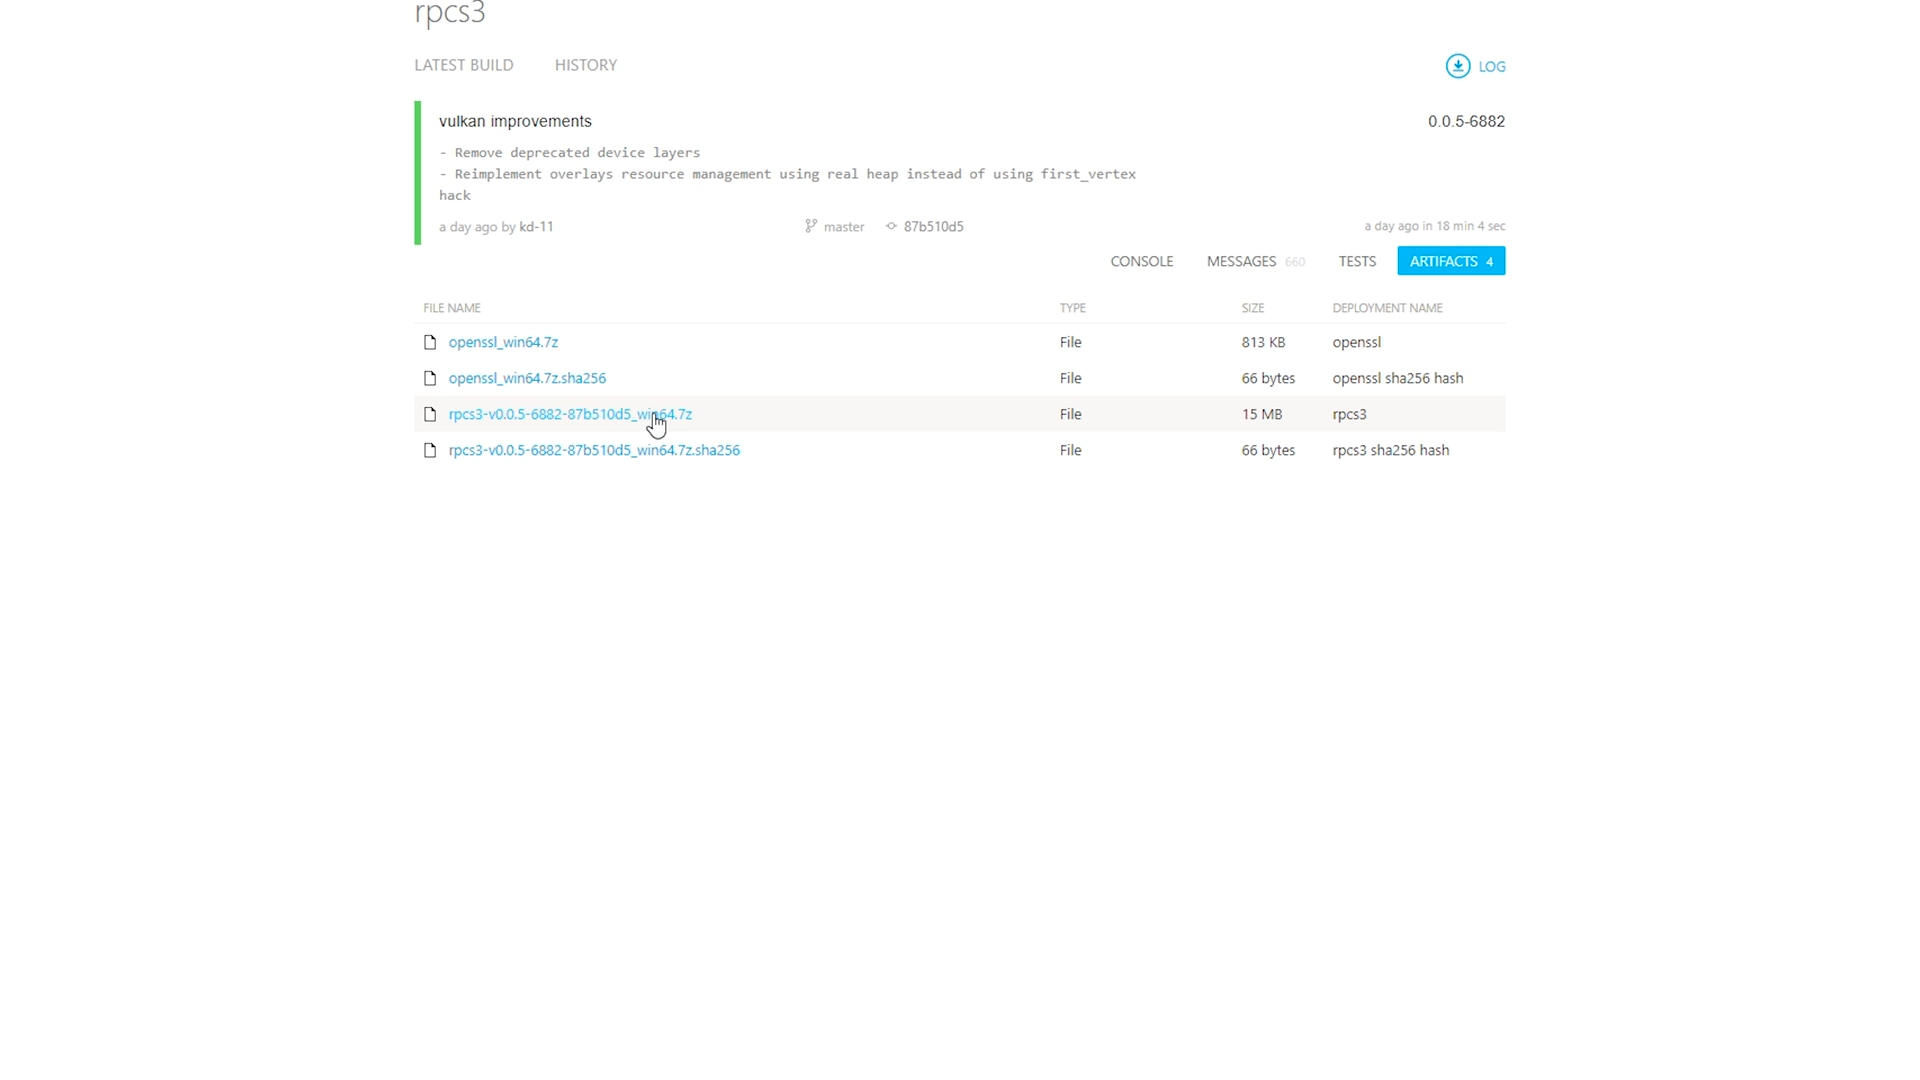 rpcs3
LATEST BUILD HISTORY LOG
vulkan improvements 0.0.5-6882
- Remove deprecated device layers
- Reimplement overlays resource management using real heap instead of using first_vertex
hack
a day ago by kd-11 master 87b510d5 a day ago in 18 min 4 sec
CONSOLE MESSAGES 660 TESTS ARTIFACTS 4
FILE NAME TYPE SIZE DEPLOYMENT NAME
openssl_win64.7z File 813 KB openssl
openssl_win64.7z.sha256 File 66 bytes openssl sha256 hash
rpcs3-v0.0.5-6882-87b510d5_win64.7z File 15 MB rpcs3
rpcs3-v0.0.5-6882-87b510d5_win64.7z.sha256 File 66 bytes rpcs3 sha256 hash